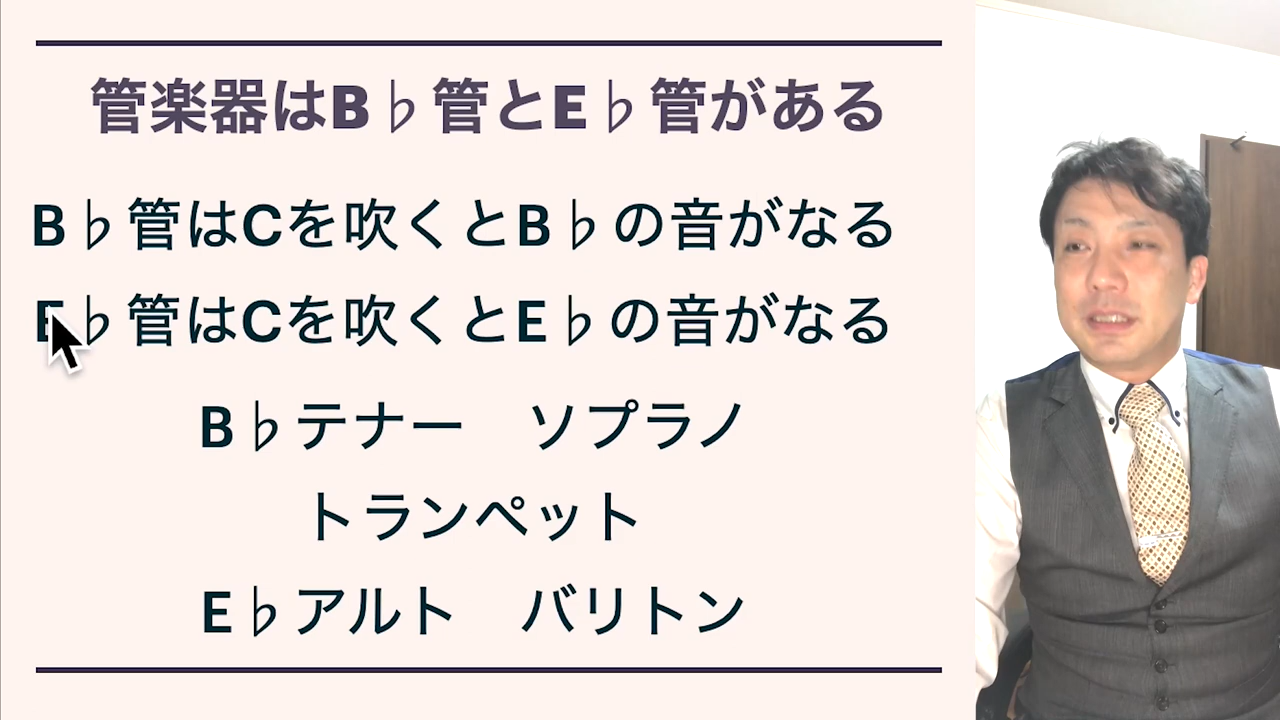 管楽器はB♭管とE♭管がある
B♭管はCを吹くとB♭の音がなる
E♭管はCを吹くとE♭の音がなる
B♭テナー　ソプラノ
トランペット
E♭アルト　バリトン